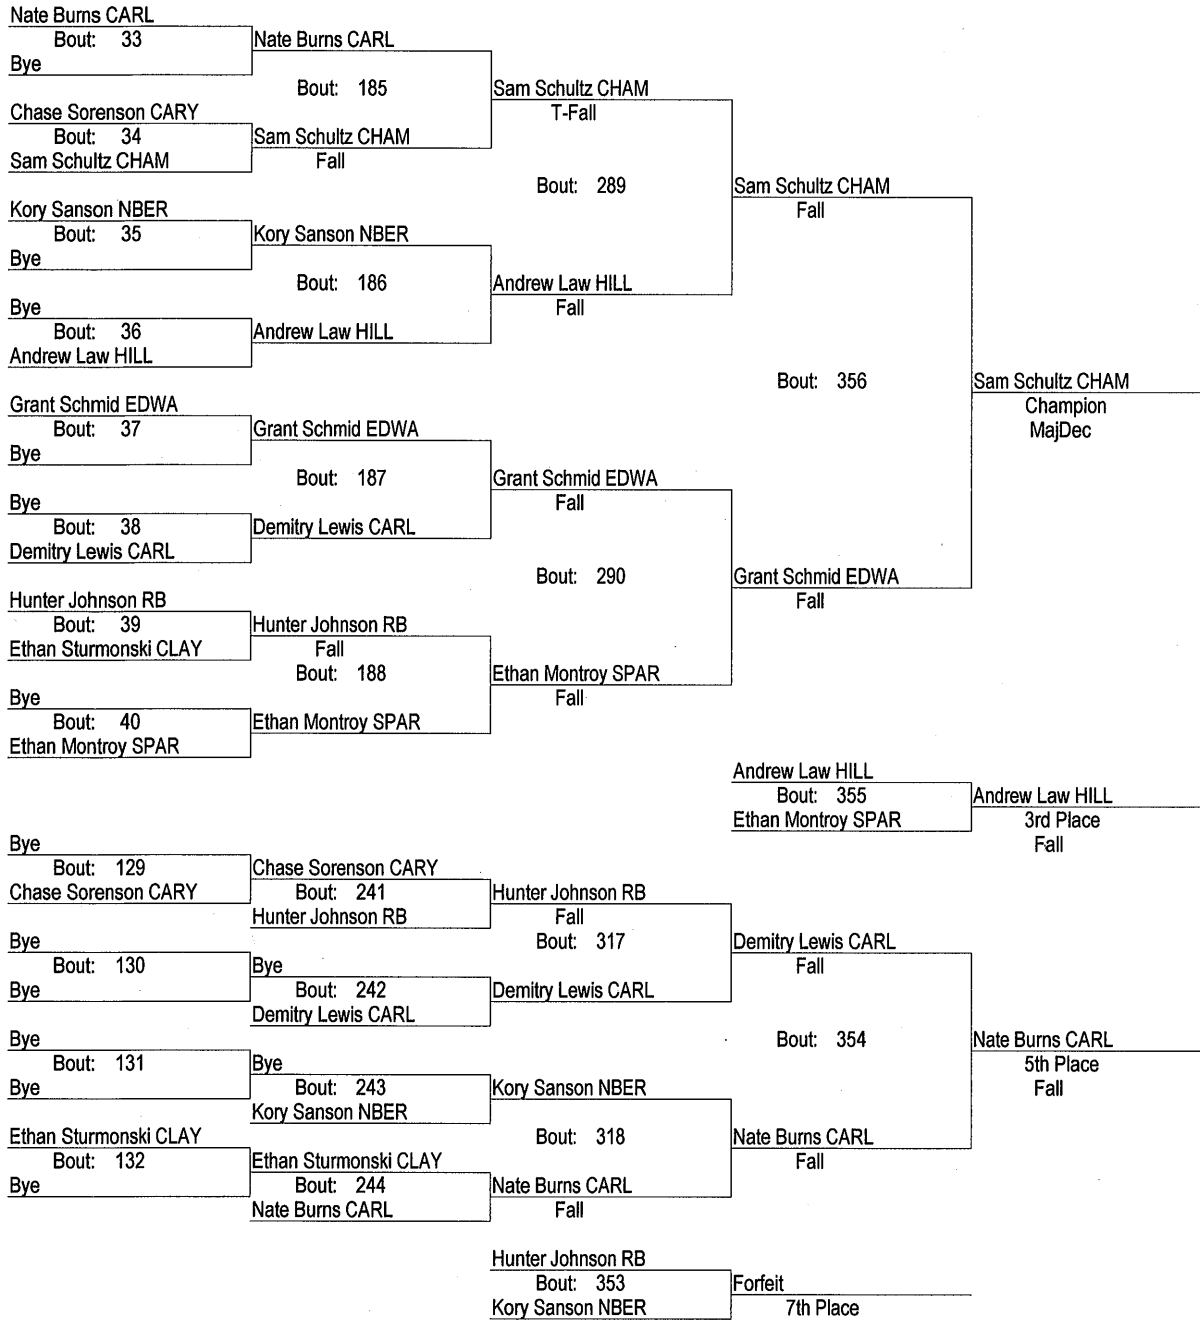 Nate Burns CARL
Bout: 33
Bye
Nate Burns CARL
Bout: 185
Chase Sorenson CARY
Bout: 34
Sam Schultz CHAM
Sam Schultz CHAM
Fall
Sam Schultz CHAM
T-Fall
Bout: 289
Kory Sanson NBER
Bout: 35
Bye
Kory Sanson NBER
Bout: 186
Bye
Bout: 36
Andrew Law HILL
Andrew Law HILL
Andrew Law HILL
Fall
Sam Schultz CHAM
Fall
Bout: 356
Sam Schultz CHAM
Champion
MajDec
Grant Schmid EDWA
Bout: 37
Bye
Grant Schmid EDWA
Bout: 187
Bye
Bout: 38
Demitry Lewis CARL
Demitry Lewis CARL
Grant Schmid EDWA
Fall
Bout: 290
Grant Schmid EDWA
Fall
Hunter Johnson RB
Bout: 39
Ethan Sturmonski CLAY
Hunter Johnson RB
Fall
Bout: 188
Bye
Bout: 40
Ethan Montroy SPAR
Ethan Montroy SPAR
Ethan Montroy SPAR
Fall
Andrew Law HILL
Bout: 355
Ethan Montroy SPAR
Andrew Law HILL
3rd Place
Fall
Bye
Bout: 129
Chase Sorenson CARY
Chase Sorenson CARY
Bout: 241
Hunter Johnson RB
Hunter Johnson RB
Fall
Bout: 317
Bye
Bout: 130
Bye
Bye
Bout: 242
Demitry Lewis CARL
Demitry Lewis CARL
Demitry Lewis CARL
Fall
Bout: 354
Nate Burns CARL
5th Place
Fall
Bye
Bout: 131
Bye
Bye
Bout: 243
Kory Sanson NBER
Kory Sanson NBER
Bout: 318
Ethan Sturmonski CLAY
Bout: 132
Bye
Ethan Sturmonski CLAY
Bout: 244
Nate Burns CARL
Nate Burns CARL
Fall
Nate Burns CARL
Fall
Hunter Johnson RB
Bout: 353
Kory Sanson NBER
Forfeit
7th Place